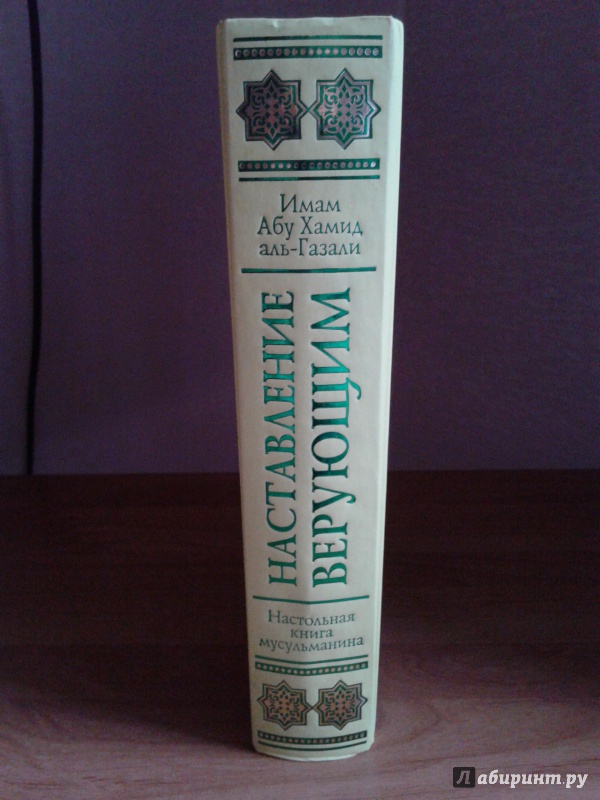 Имам
Абу Хамид
аль-Газали
НАСТАВЛЕНИЕ
ВЕРУЮЩИМ
Настольная
книга
мусульманина
Лабиринт.ру